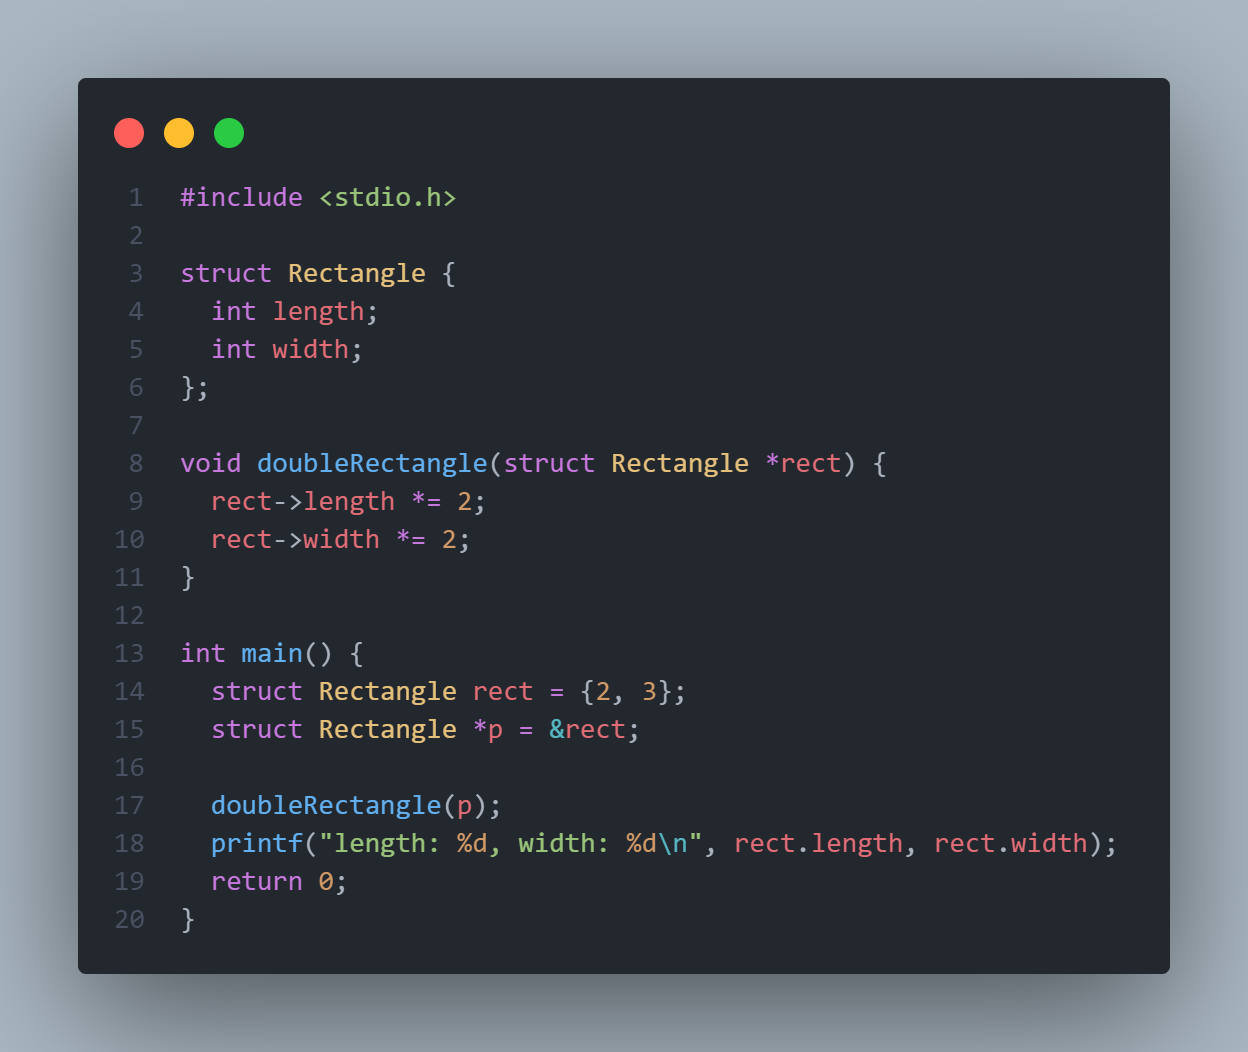 1 #include <stdio.h>
2
3 struct Rectangle {
4   int length;
5   int width;
6 };
7
8 void doubleRectangle(struct Rectangle *rect) {
9   rect->length *= 2;
10   rect->width *= 2;
11 }
12
13 int main() {
14   struct Rectangle rect = {2, 3};
15   struct Rectangle *p = &rect;
16
17   doubleRectangle(p);
18   printf("length: %d, width: %d\n", rect.length, rect.width);
19   return 0;
20 }